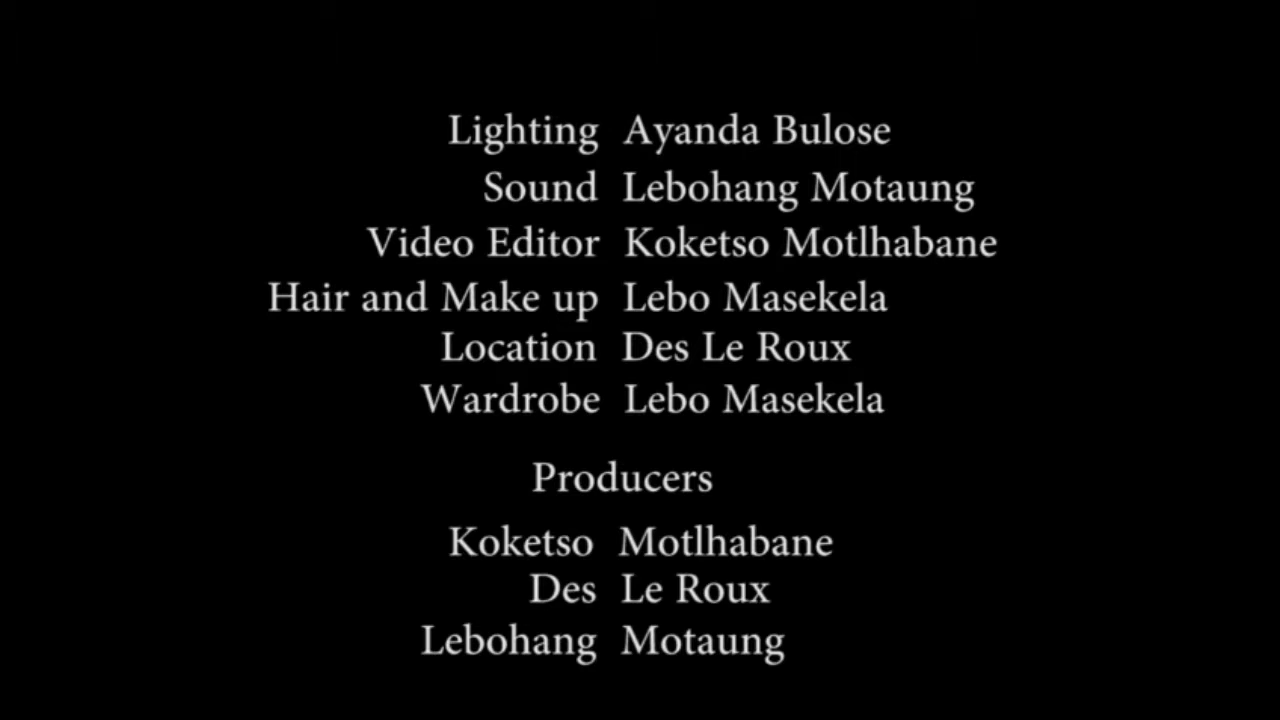 Lighting Ayanda Bulose
Sound Lebohang Motaung
Video Editor Koketso Motlhabane
Hair and Make up Lebo Masekela
Location Des Le Roux
Wardrobe Lebo Masekela
Producers
Koketso Motlhabane
Des Le Roux
Lebohang Motaung